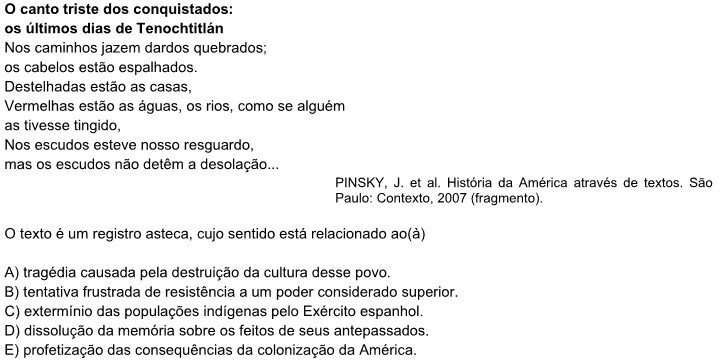 O canto triste dos conquistados:
os últimos dias de Tenochtitlán
Nos caminhos jazem dardos quebrados;
os cabelos estão espalhados.
Destelhadas estão as casas,
Vermelhas estão as águas, os rios, como se alguém
as tivesse tingido,
Nos escudos esteve nosso resguardo,
mas os escudos não detêm a desolação...
PINSKY, J. et al. História da América através de textos. São
Paulo: Contexto, 2007 (fragmento).
O texto é um registro asteca, cujo sentido está relacionado ao(à)
A) tragédia causada pela destruição da cultura desse povo.
B) tentativa frustrada de resistência a um poder considerado superior.
C) extermínio das populações indígenas pelo Exército espanhol.
D) dissolução da memória sobre os feitos de seus antepassados.
E) profetização das consequências da colonização da América.